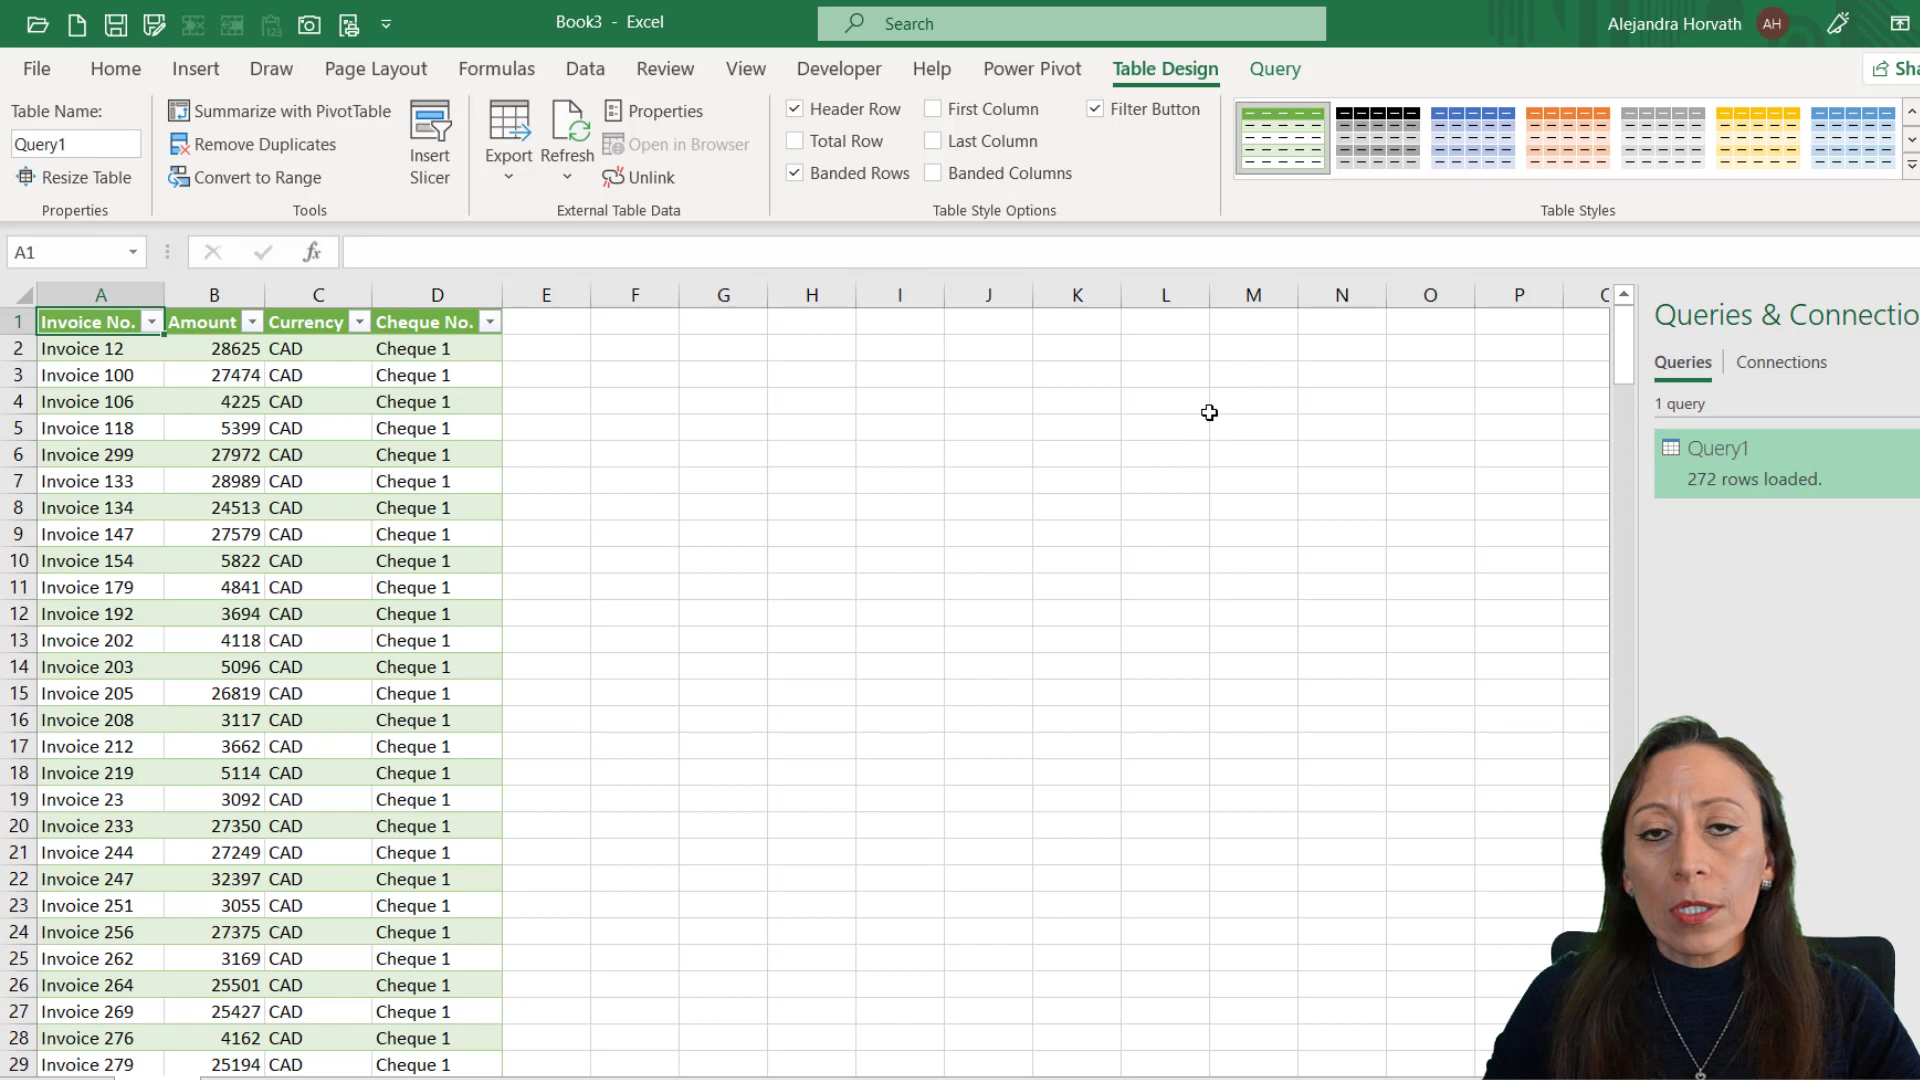 Book3 - Excel
Search
Alejandra Horvath
AH
File Home Insert Draw Page Layout Formulas Data Review View Developer Help Power Pivot Table Design Query Sha
Table Name:
Query1
Resize Table
Properties
Summarize with PivotTable
Remove Duplicates
Convert to Range
Tools
Insert
Slicer
Export
Refresh
Properties
Open in Browser
Unlink
External Table Data
Header Row First Column Filter Button
Total Row Last Column
Banded Rows Banded Columns
Table Style Options
Table Styles
A1
fx
A B C D E F G H I J K L M N O P
1 Invoice No. Amount Currency Cheque No.
2 Invoice 12 28625 CAD Cheque 1
3 Invoice 100 27474 CAD Cheque 1
4 Invoice 106 4225 CAD Cheque 1
5 Invoice 118 5399 CAD Cheque 1
6 Invoice 299 27972 CAD Cheque 1
7 Invoice 133 28989 CAD Cheque 1
8 Invoice 134 24513 CAD Cheque 1
9 Invoice 147 27579 CAD Cheque 1
10 Invoice 154 5822 CAD Cheque 1
11 Invoice 179 4841 CAD Cheque 1
12 Invoice 192 3694 CAD Cheque 1
13 Invoice 202 4118 CAD Cheque 1
14 Invoice 203 5096 CAD Cheque 1
15 Invoice 205 26819 CAD Cheque 1
16 Invoice 208 3117 CAD Cheque 1
17 Invoice 212 3662 CAD Cheque 1
18 Invoice 219 5114 CAD Cheque 1
19 Invoice 23 3092 CAD Cheque 1
20 Invoice 233 27350 CAD Cheque 1
21 Invoice 244 27249 CAD Cheque 1
22 Invoice 247 32397 CAD Cheque 1
23 Invoice 251 3055 CAD Cheque 1
24 Invoice 256 27375 CAD Cheque 1
25 Invoice 262 3169 CAD Cheque 1
26 Invoice 264 25501 CAD Cheque 1
27 Invoice 269 25427 CAD Cheque 1
28 Invoice 276 4162 CAD Cheque 1
29 Invoice 279 25194 CAD Cheque 1
Queries & Connectio
Queries Connections
1 query
Query1
272 rows loaded.